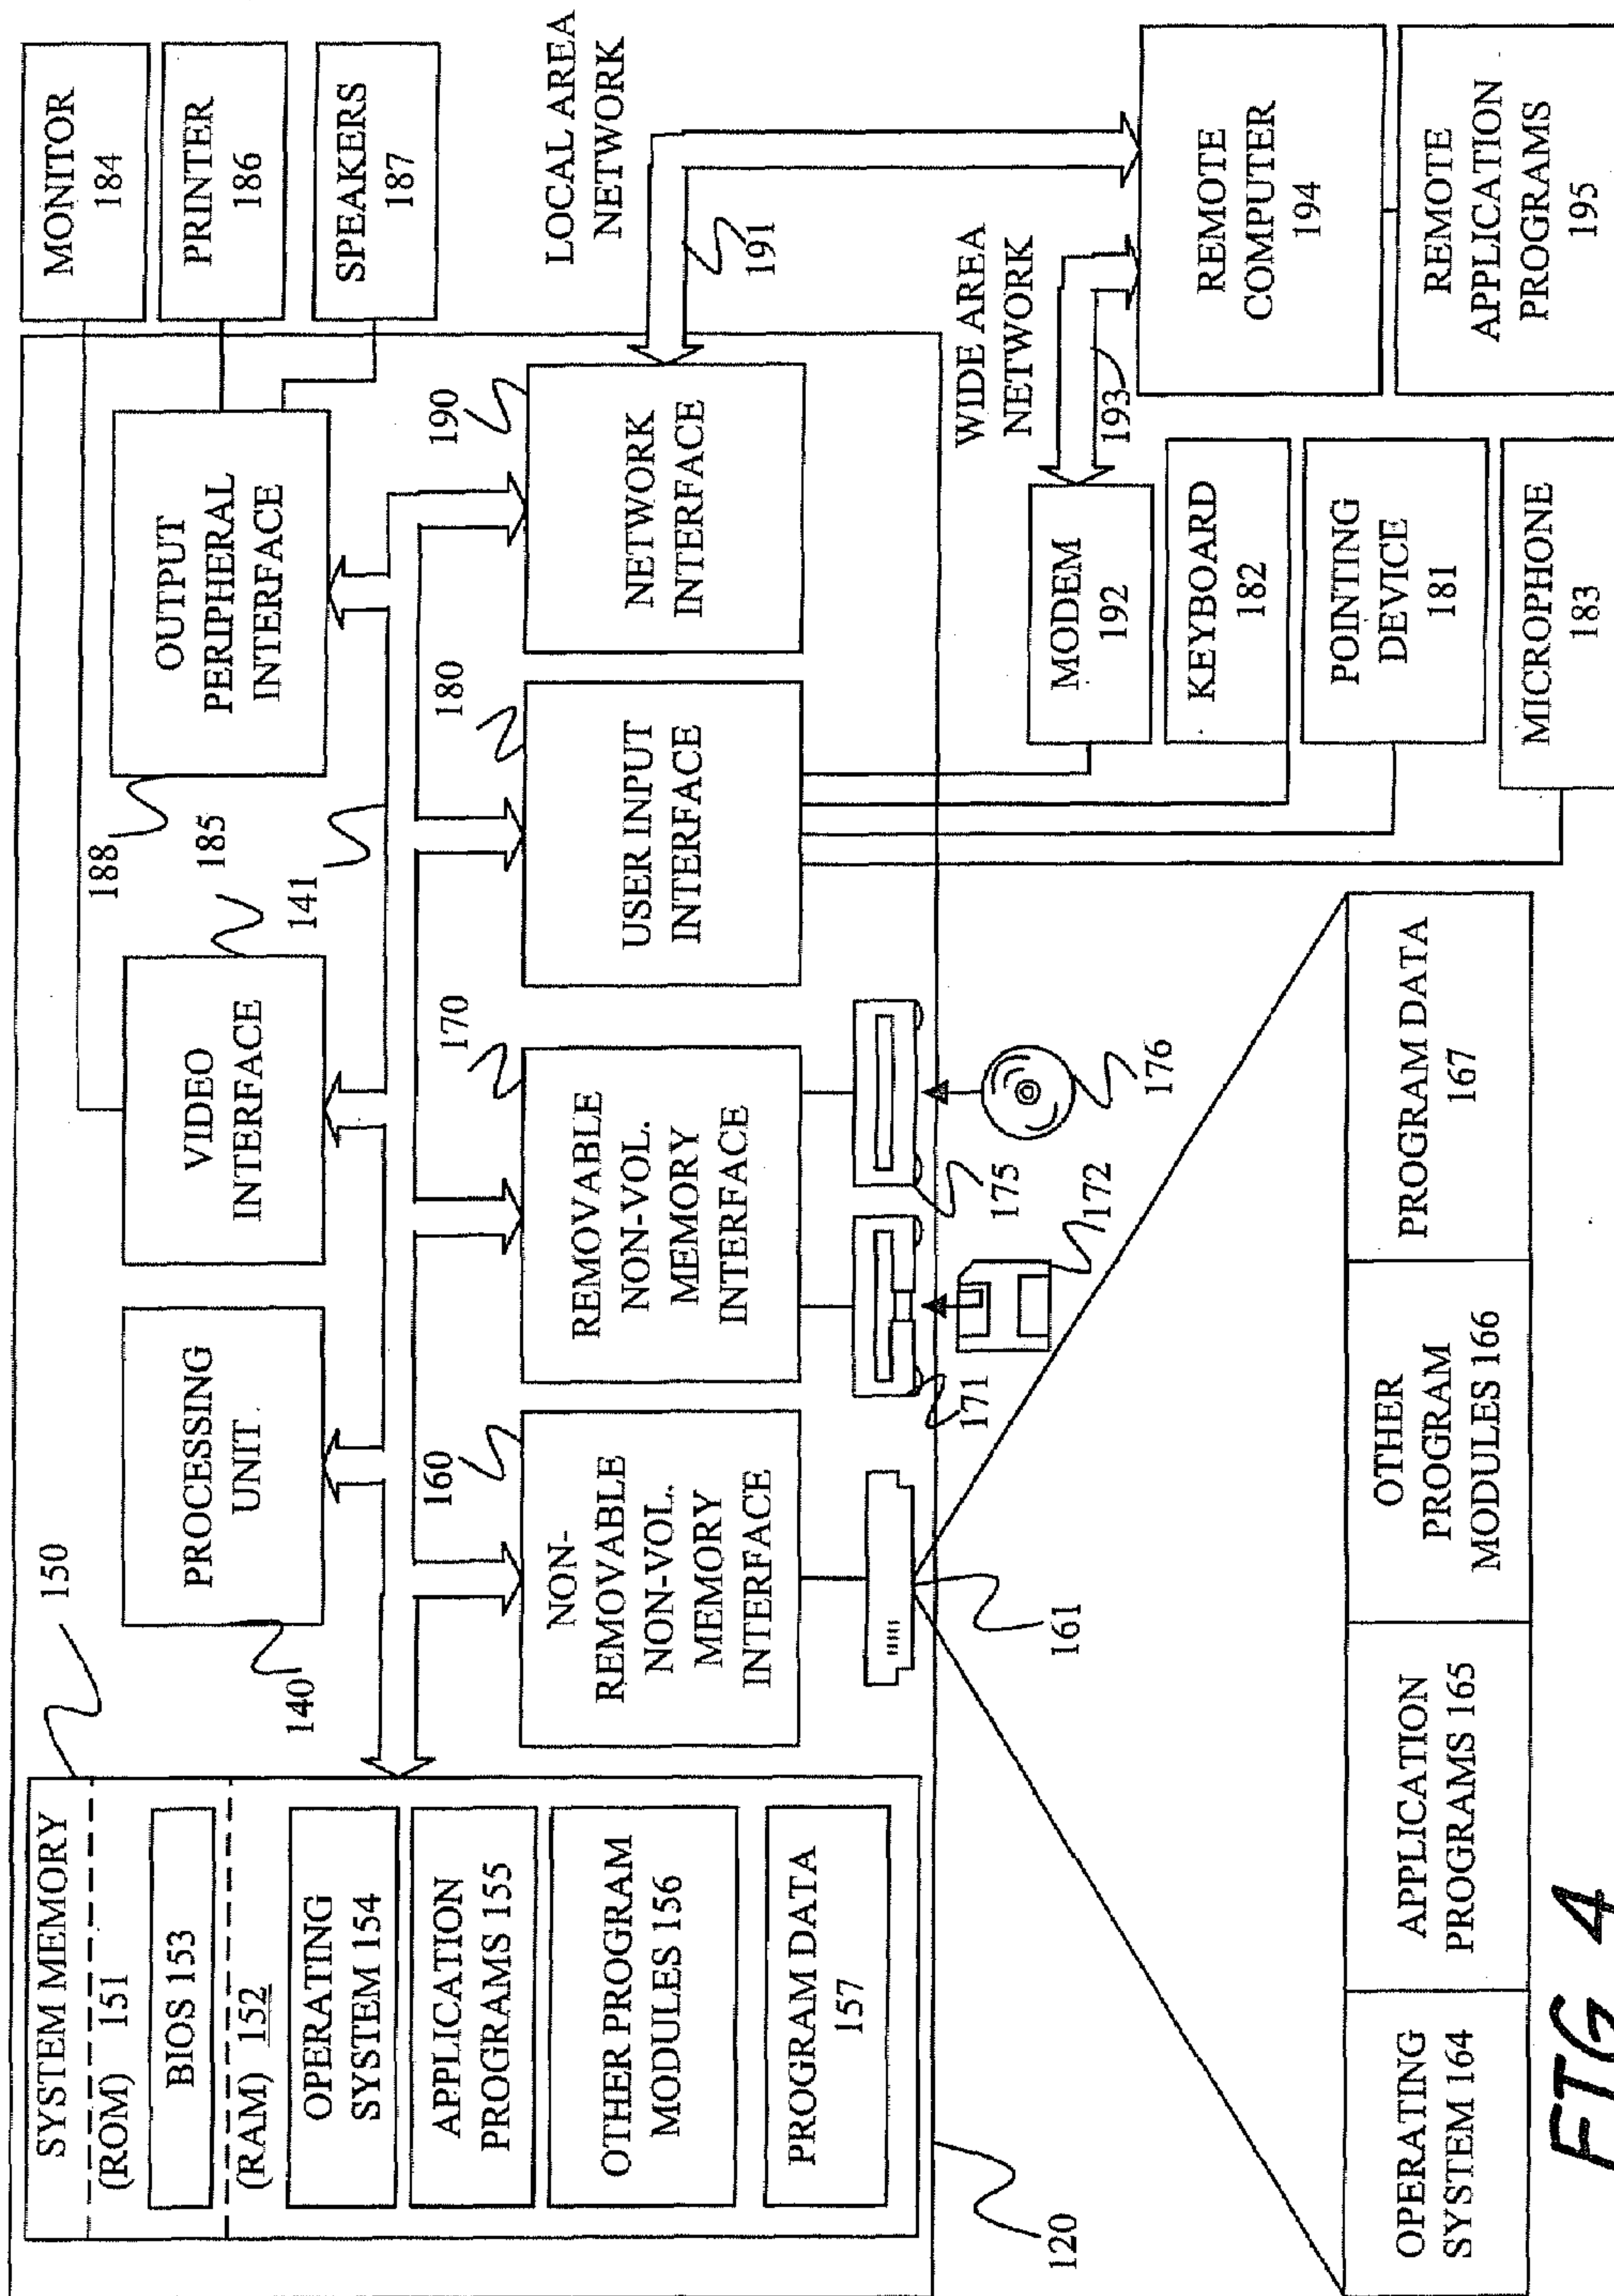 SYSTEM MEMORY
(ROM) 151
BIOS 153
(RAM) 152
OPERATING
SYSTEM 154
APPLICATION
PROGRAMS 155
OTHER PROGRAM
MODULES 156
PROGRAM DATA
157
150
120
140
PROCESSING
UNIT
VIDEO
INTERFACE
188
185
141
OUTPUT
PERIPHERAL
INTERFACE
MONITOR
184
PRINTER
186
SPEAKERS
187
160
NON-
REMOVABLE
NON-VOL.
MEMORY
INTERFACE
170
REMOVABLE
NON-VOL.
MEMORY
INTERFACE
180
USER INPUT
INTERFACE
190
NETWORK
INTERFACE
LOCAL AREA
NETWORK
191
161
171
172
175
176
WIDE AREA
NETWORK
193
MODEM
192
KEYBOARD
182
POINTING
DEVICE
181
MICROPHONE
183
REMOTE
COMPUTER
194
REMOTE
APPLICATION
PROGRAMS
195
OPERATING
SYSTEM 164
APPLICATION
PROGRAMS 165
OTHER
PROGRAM
MODULES 166
PROGRAM DATA
167
FIG 4